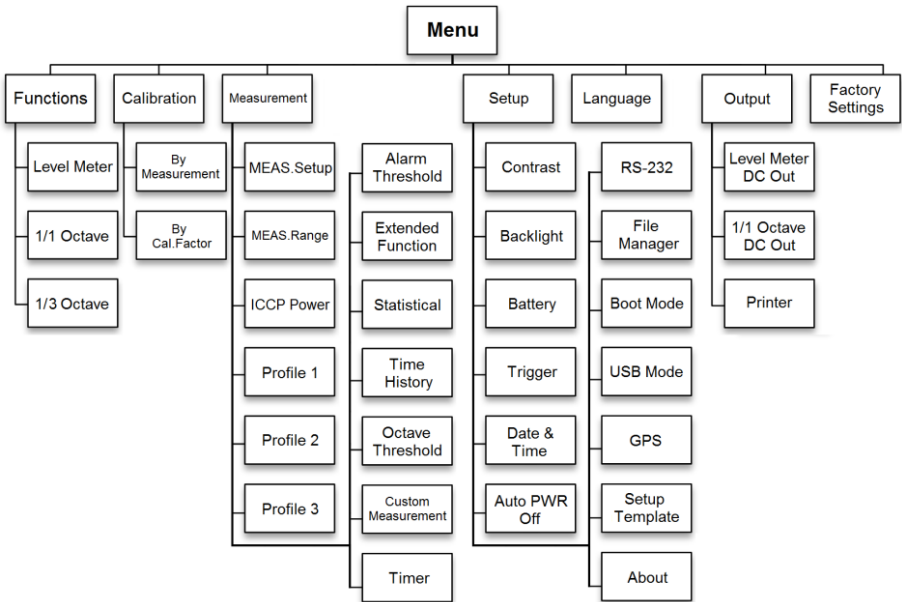 Menu
Functions
Calibration
Measurement
Setup
Language
Output
Factory
Settings
Level Meter
1/1 Octave
1/3 Octave
By
Measurement
By
Cal.Factor
MEAS.Setup
MEAS.Range
ICCP Power
Profile 1
Profile 2
Profile 3
Alarm
Threshold
Extended
Function
Statistical
Time
History
Octave
Threshold
Custom
Measurement
Timer
Contrast
Backlight
Battery
Trigger
Date &
Time
Auto PWR
Off
RS-232
File
Manager
Boot Mode
USB Mode
GPS
Setup
Template
About
Level Meter
DC Out
1/1 Octave
DC Out
Printer